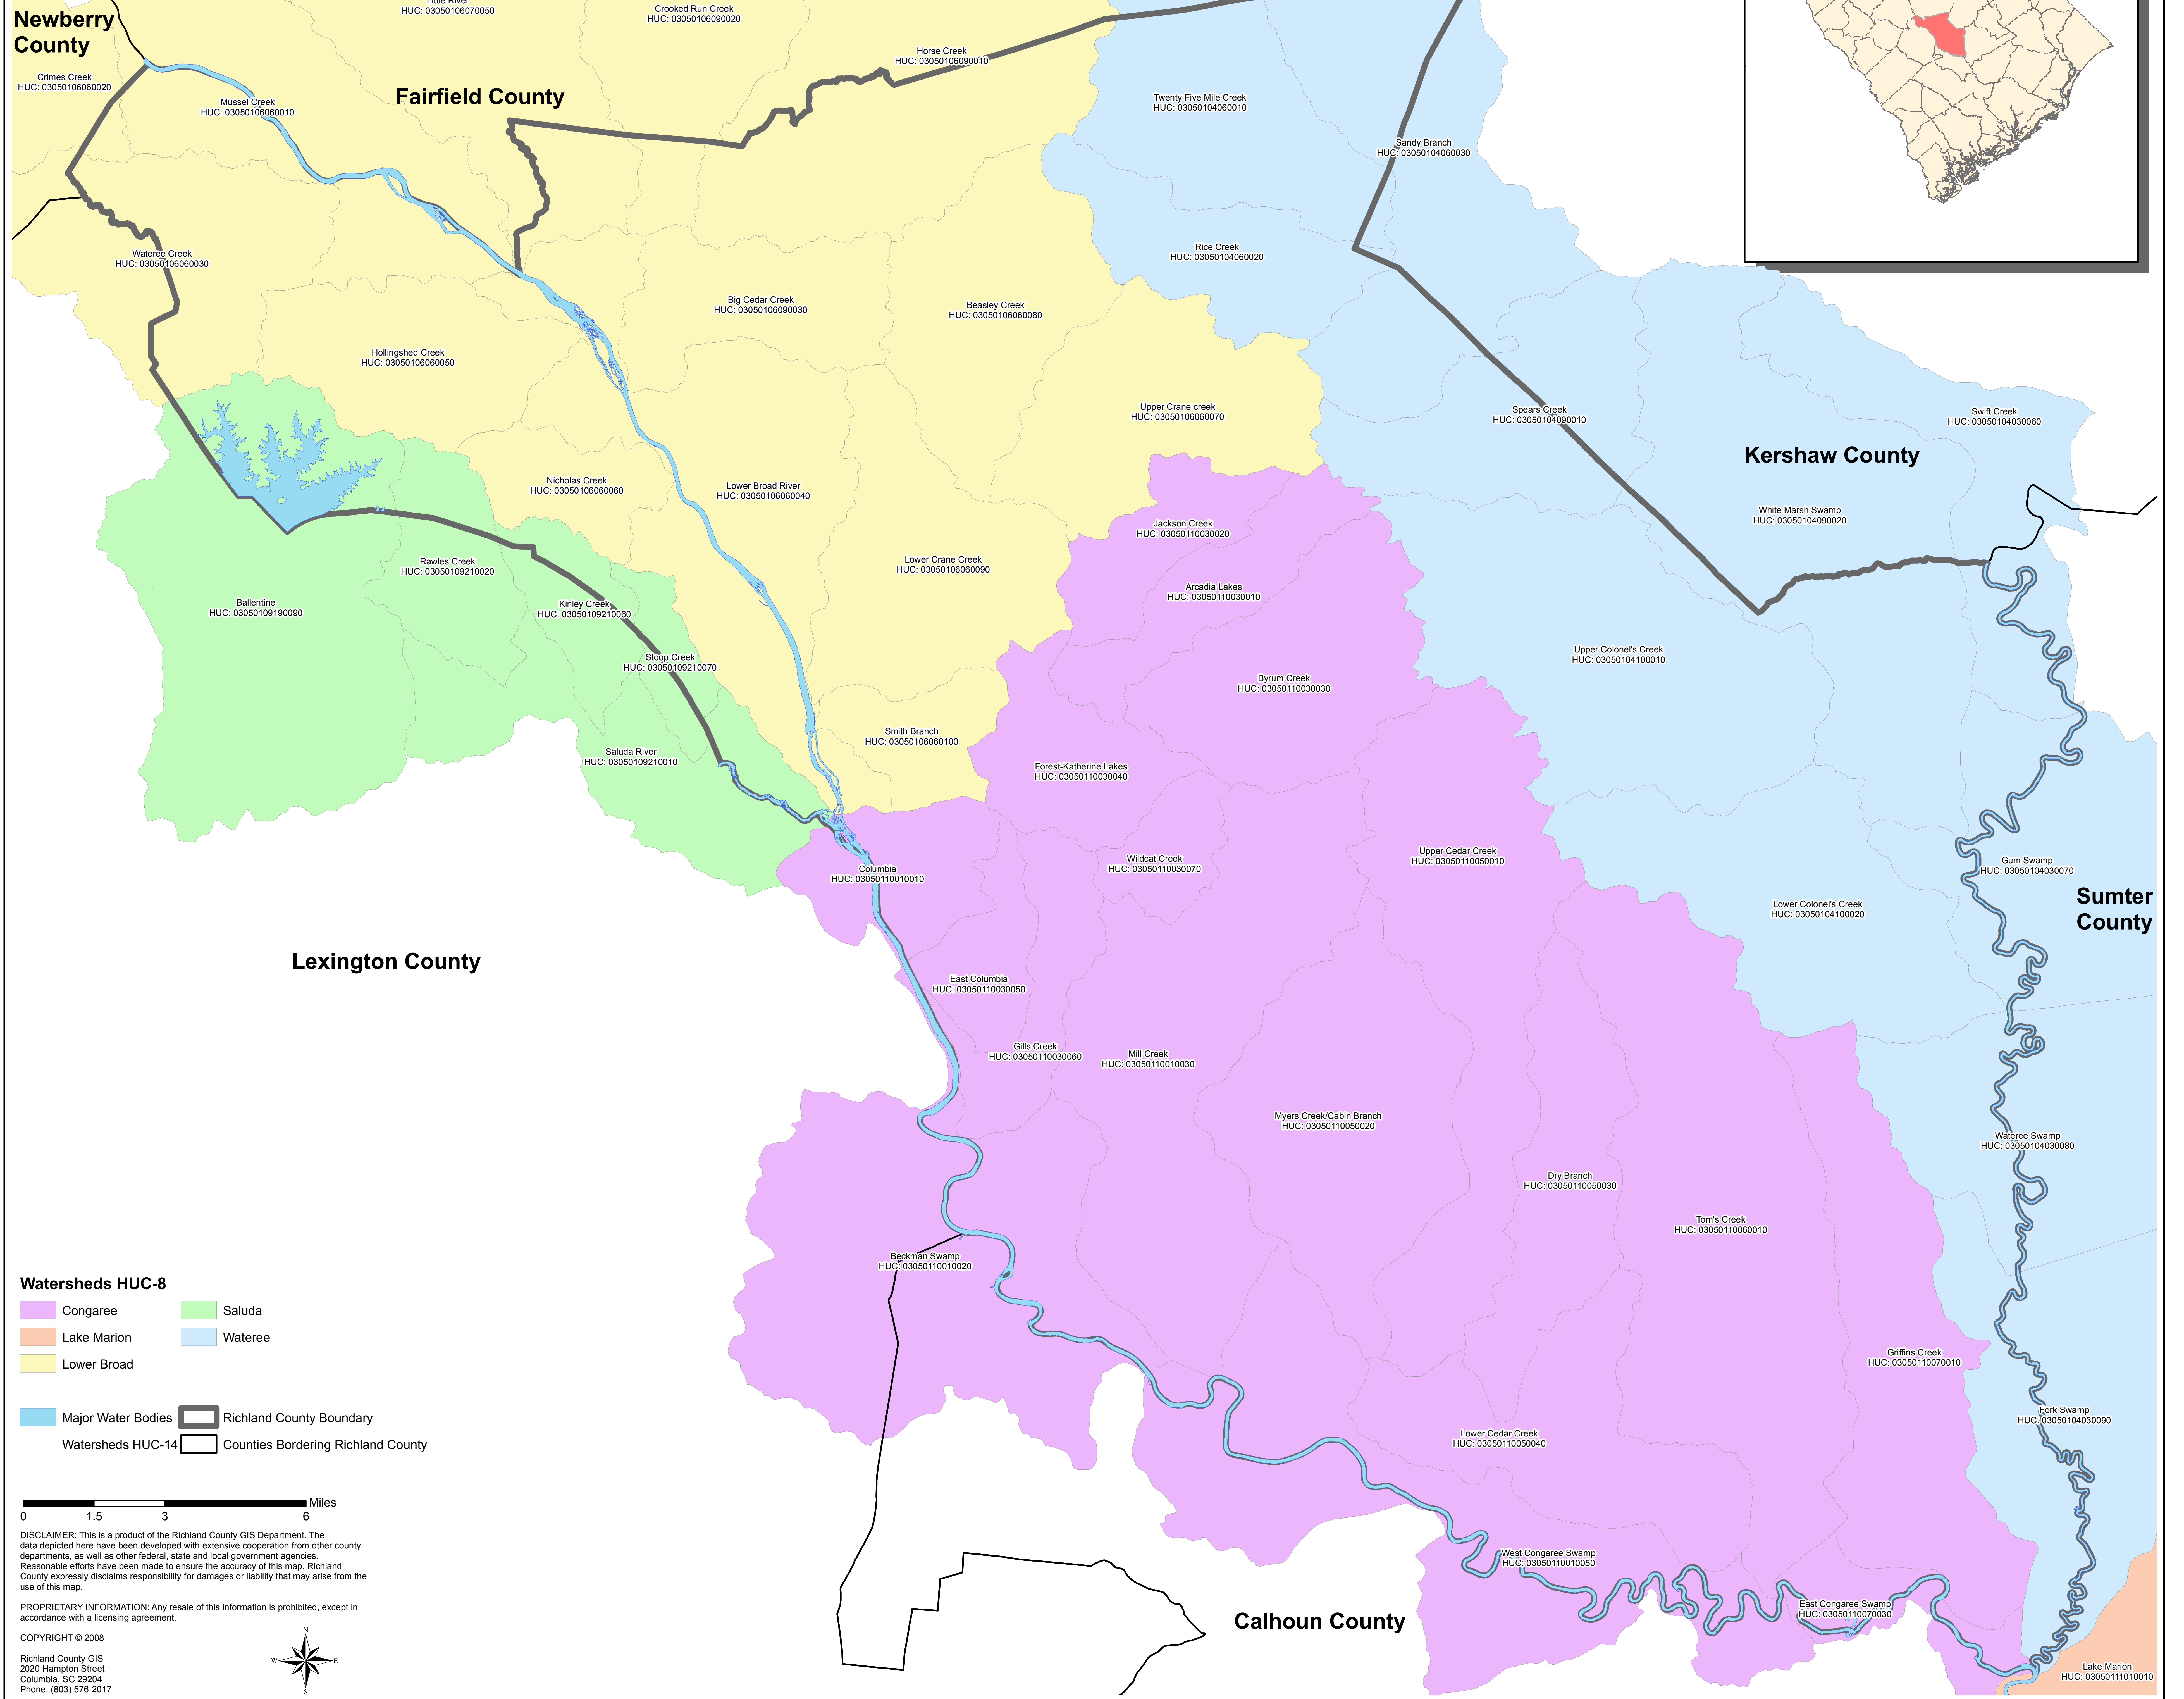 Little River
HUC: 03050106070050
Crooked Run Creek
HUC: 03050106090020
Newberry
County
Horse Creek
HUC: 03050106090010
Crimes Creek
HUC: 03050106060020
Fairfield County
Mussel Creek
HUC: 03050106060010
Twenty Five Mile Creek
HUC: 03050104060010
Sandy Branch
HUC: 03050104060030
Wateree Creek
HUC: 03050106060030
Rice Creek
HUC: 03050104060020
Big Cedar Creek
HUC: 03050106090030
Beasley Creek
HUC: 03050106060080
Hollingshed Creek
HUC: 03050106060050
Upper Crane creek
HUC: 03050106060070
Spears Creek
HUC: 03050104090010
Swift Creek
HUC: 03050104030060
Kershaw County
Nicholas Creek
HUC: 03050106060060
Lower Broad River
HUC: 03050106060040
White Marsh Swamp
HUC: 03050104090020
Jackson Creek
HUC: 03050110030020
Rawles Creek
HUC: 03050109210020
Lower Crane Creek
HUC: 03050106060090
Arcadia Lakes
HUC: 03050110030010
Ballentine
HUC: 03050109190090
Kinley Creek
HUC: 03050109210060
Stoop Creek
HUC: 03050109210070
Upper Colonel's Creek
HUC: 03050104100010
Byrum Creek
HUC: 03050110030030
Smith Branch
HUC: 03050106060100
Saluda River
HUC: 03050109210010
Forest-Katherine Lakes
HUC: 03050110030040
Wildcat Creek
HUC: 03050110030070
Upper Cedar Creek
HUC: 03050110050010
Columbia
HUC: 03050110010010
Gum Swamp
HUC: 03050104030070
Sumter
County
Lower Colonel's Creek
HUC: 03050104100020
Lexington County
East Columbia
HUC: 03050110030050
Gills Creek
HUC: 03050110030060
Mill Creek
HUC: 03050110010030
Myers Creek/Cabin Branch
HUC: 03050110050020
Wateree Swamp
HUC: 03050104030080
Dry Branch
HUC: 03050110050030
Tom's Creek
HUC: 03050110060010
Beckman Swamp
HUC: 03050110010020
Griffins Creek
HUC: 03050110070010
Fork Swamp
HUC: 03050104030090
Lower Cedar Creek
HUC: 03050110050040
West Congaree Swamp
HUC: 03050110010050
East Congaree Swamp
HUC: 03050110070030
Calhoun County
Lake Marion
HUC: 03050111010010
Watersheds HUC-8
Congaree
Saluda
Lake Marion
Wateree
Lower Broad
Major Water Bodies
Richland County Boundary
Watersheds HUC-14
Counties Bordering Richland County
Miles
0 1.5 3 6
DISCLAIMER: This is a product of the Richland County GIS Department. The
data depicted here have been developed with extensive cooperation from other county
departments, as well as other federal, state and local government agencies.
Reasonable efforts have been made to ensure the accuracy of this map. Richland
County expressly disclaims responsibility for damages or liability that may arise from the
use of this map.
PROPRIETARY INFORMATION: Any resale of this information is prohibited, except in
accordance with a licensing agreement.
COPYRIGHT © 2008
Richland County GIS
2020 Hampton Street
Columbia, SC 29204
Phone: (803) 576-2017
N
W E
S